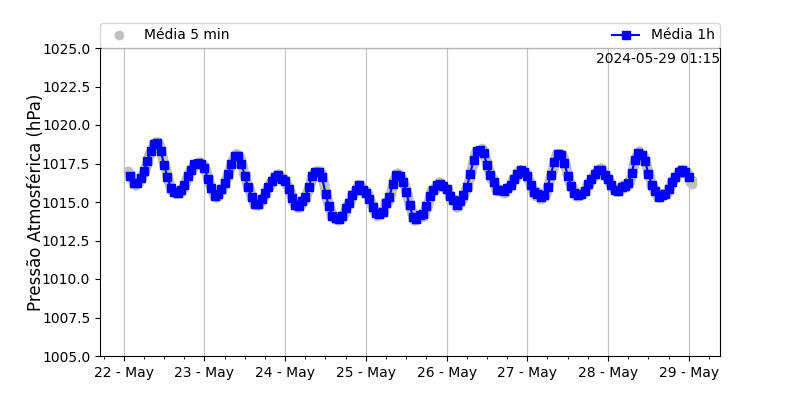 Média 5 min
Média 1h
2024-05-29 01:15
Pressão Atmosférica (hPa)
1025.0
1022.5
1020.0
1017.5
1015.0
1012.5
1010.0
1007.5
1005.0
22 - May
23 - May
24 - May
25 - May
26 - May
27 - May
28 - May
29 - May